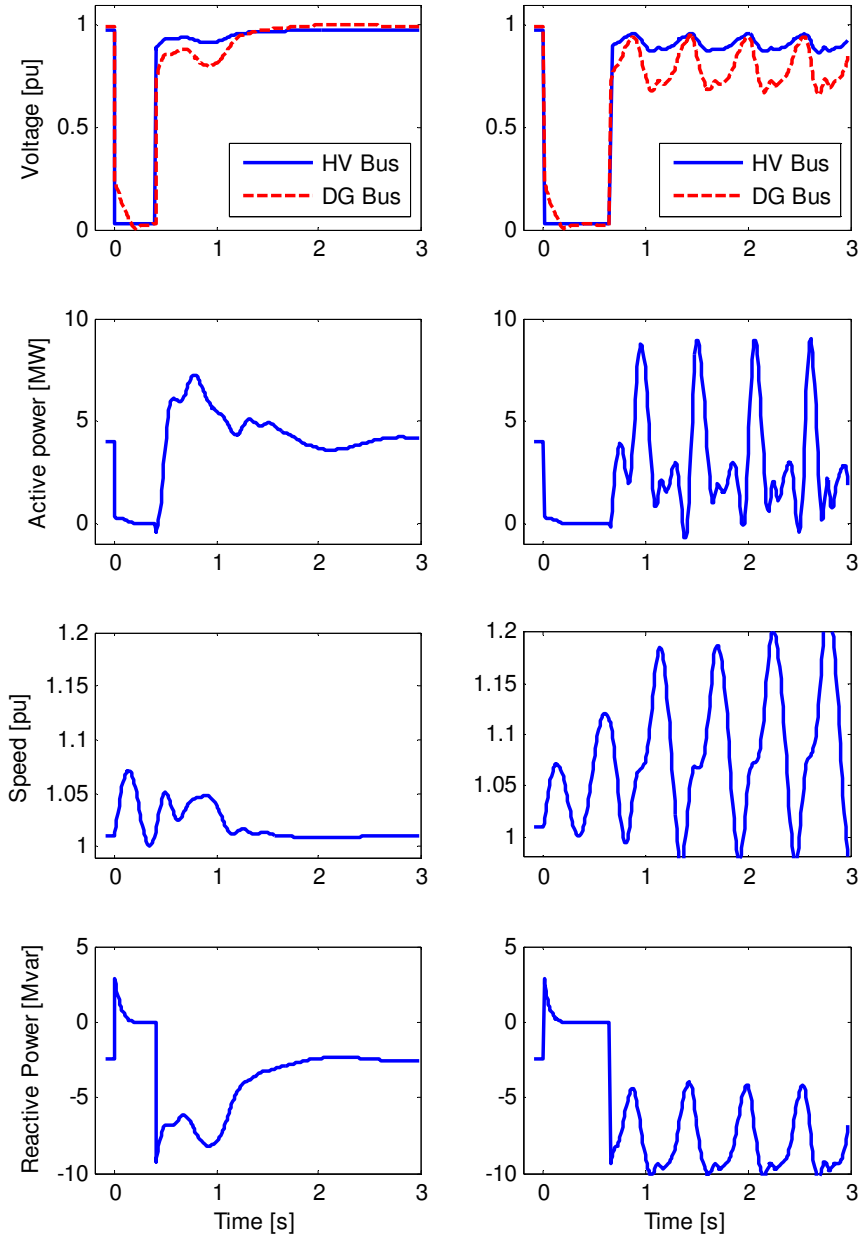 Voltage [pu]
1
0.5
0
HV Bus
DG Bus
0 1 2 3
1
0.5
0
HV Bus
DG Bus
0 1 2 3
Active power [MW]
10
5
0
0 1 2 3
10
5
0
0 1 2 3
Speed [pu]
1.2
1.15
1.1
1.05
1
0 1 2 3
1.2
1.15
1.1
1.05
1
0 1 2 3
Reactive Power [Mvar]
5
0
-5
-10
0 1 2 3
Time [s]
5
0
-5
-10
0 1 2 3
Time [s]